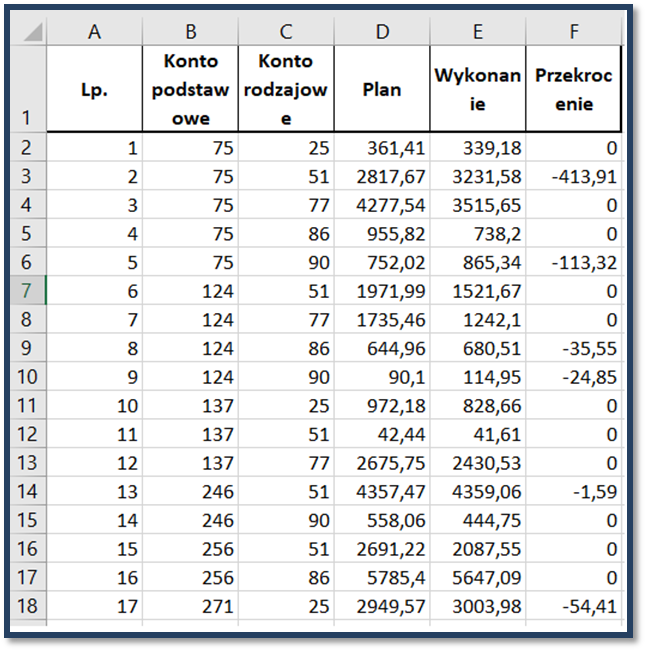 A B C D E F
1 Lp. Konto podstaw owe Konto rodzajow e Plan Wykonan ie Przekroc enie
2 1 75 25 361,41 339,18 0
3 2 75 51 2817,67 3231,58 -413,91
4 3 75 77 4277,54 3515,65 0
5 4 75 86 955,82 738,2 0
6 5 75 90 752,02 865,34 -113,32
7 6 124 51 1971,99 1521,67 0
8 7 124 77 1735,46 1242,1 0
9 8 124 86 644,96 680,51 -35,55
10 9 124 90 90,1 114,95 -24,85
11 10 137 25 972,18 828,66 0
12 11 137 51 42,44 41,61 0
13 12 137 77 2675,75 2430,53 0
14 13 246 51 4357,47 4359,06 -1,59
15 14 246 90 558,06 444,75 0
16 15 256 51 2691,22 2087,55 0
17 16 256 86 5785,4 5647,09 0
18 17 271 25 2949,57 3003,98 -54,41